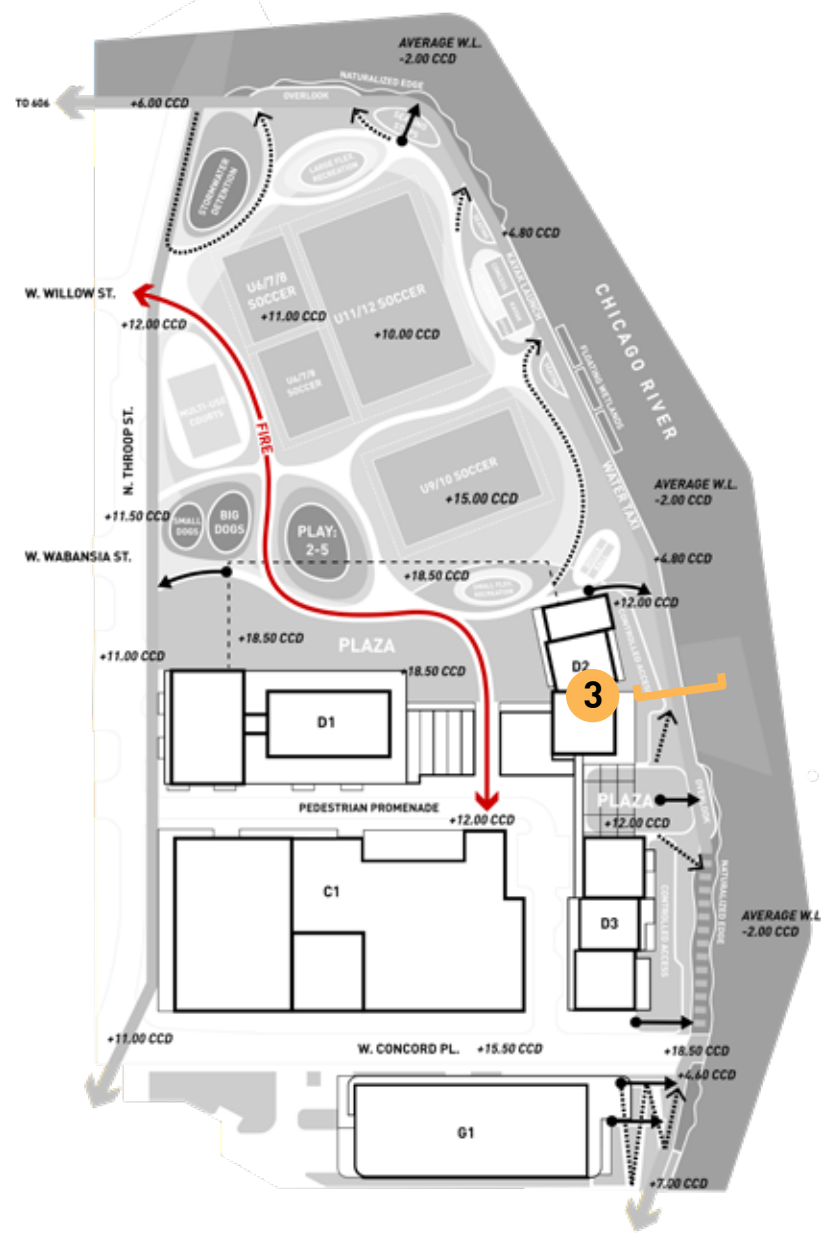 AVERAGE W.L.
-2.00 CCD
NATURALIZED EDGE
OVERLOOK
TO 606
+6.00 CCD
STORMWATER
DETENTION
LARGE FLEX
RECREATION
+4.80 CCD
KAYAK LAUNCH
U6/7/8
SOCCER
+11.00 CCD
U11/12 SOCCER
+10.00 CCD
W. WILLOW ST.
+12.00 CCD
CHICAGO RIVER
FLOATING WETLANDS
U6/7/8
SOCCER
MULTI-USE
COURTS
N. THROOP ST.
FIRE
U9/10 SOCCER
+15.00 CCD
WATER TAXI
AVERAGE W.L.
-2.00 CCD
+11.50 CCD
SMALL
DOGS
BIG
DOGS
PLAY:
2-5
W. WABANSIA ST.
+4.80 CCD
+18.50 CCD
SMALL FLEX
RECREATION
+12.00 CCD
CONTROLLED ACCESS
+18.50 CCD
PLAZA
+11.00 CCD
+18.50 CCD
D2
3
D1
PEDESTRIAN PROMENADE
+12.00 CCD
PLAZA
+12.00 CCD
OVERLOOK
NATURALIZED EDGE
C1
CONTROLLED ACCESS
D3
AVERAGE W.L
-2.00 CCD
+11.00 CCD
W. CONCORD PL.
+15.50 CCD
+18.50 CCD
+4.60 CCD
G1
+7.00 CCD